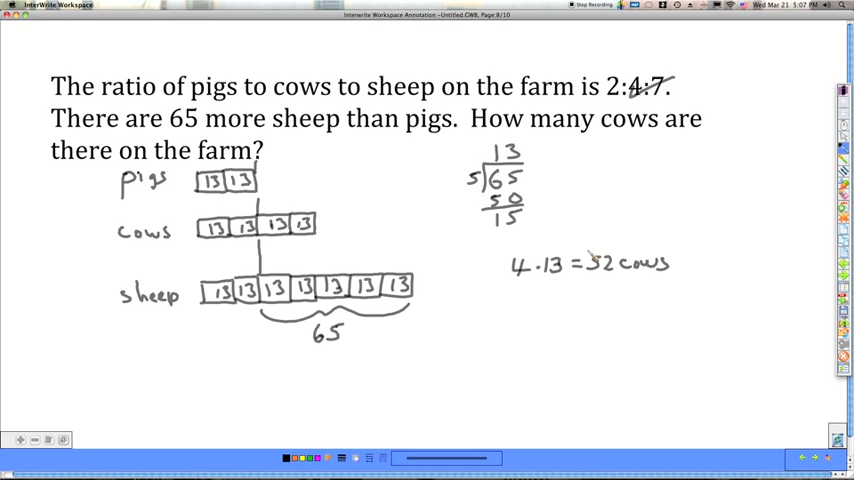 InterWrite Workspace
Stop Recording
Wed Mar 21 5:07 PM
Interwrite Workspace Annotation -Untitled.GWB, Page:8/10
The ratio of pigs to cows to sheep on the farm is 2:4:7.
There are 65 more sheep than pigs. How many cows are
there on the farm?
pigs 13 13
13
5)65
50
15
cows 13 13 13 13
4 · 13 = 52 cows
sheep 13 13 13 13 13 13 13
65